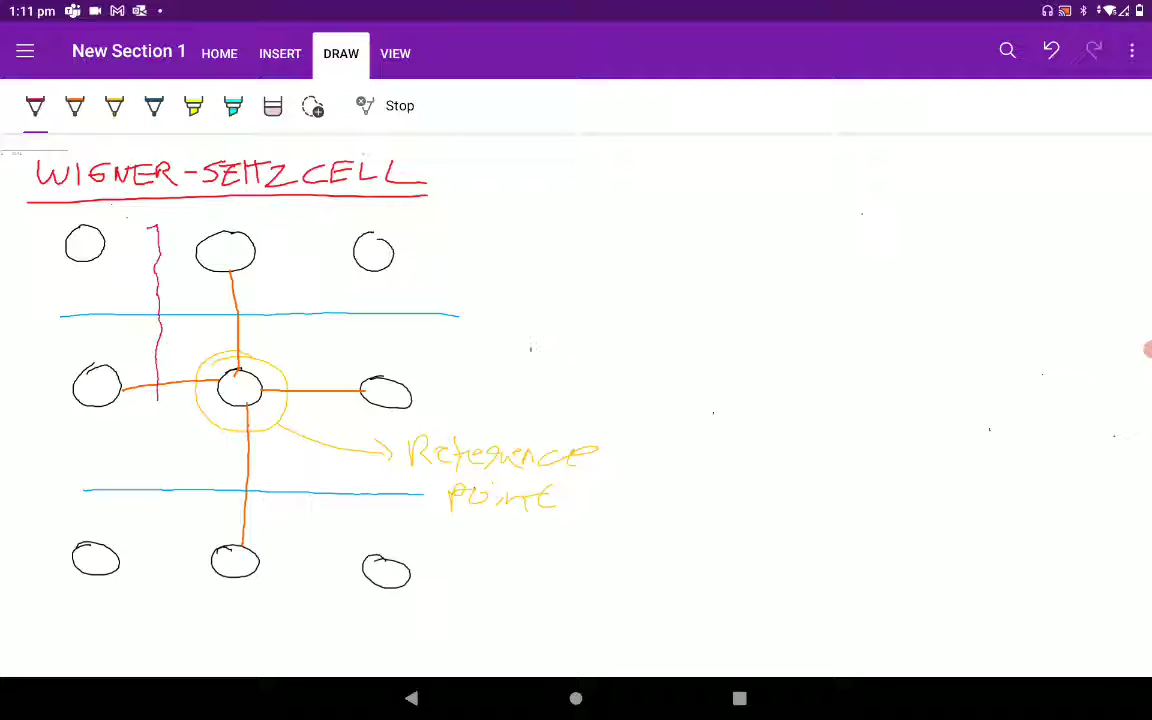 1:11 pm
New Section 1 HOME INSERT DRAW VIEW
Stop
WIGNER-SEITZ CELL
Reference
point